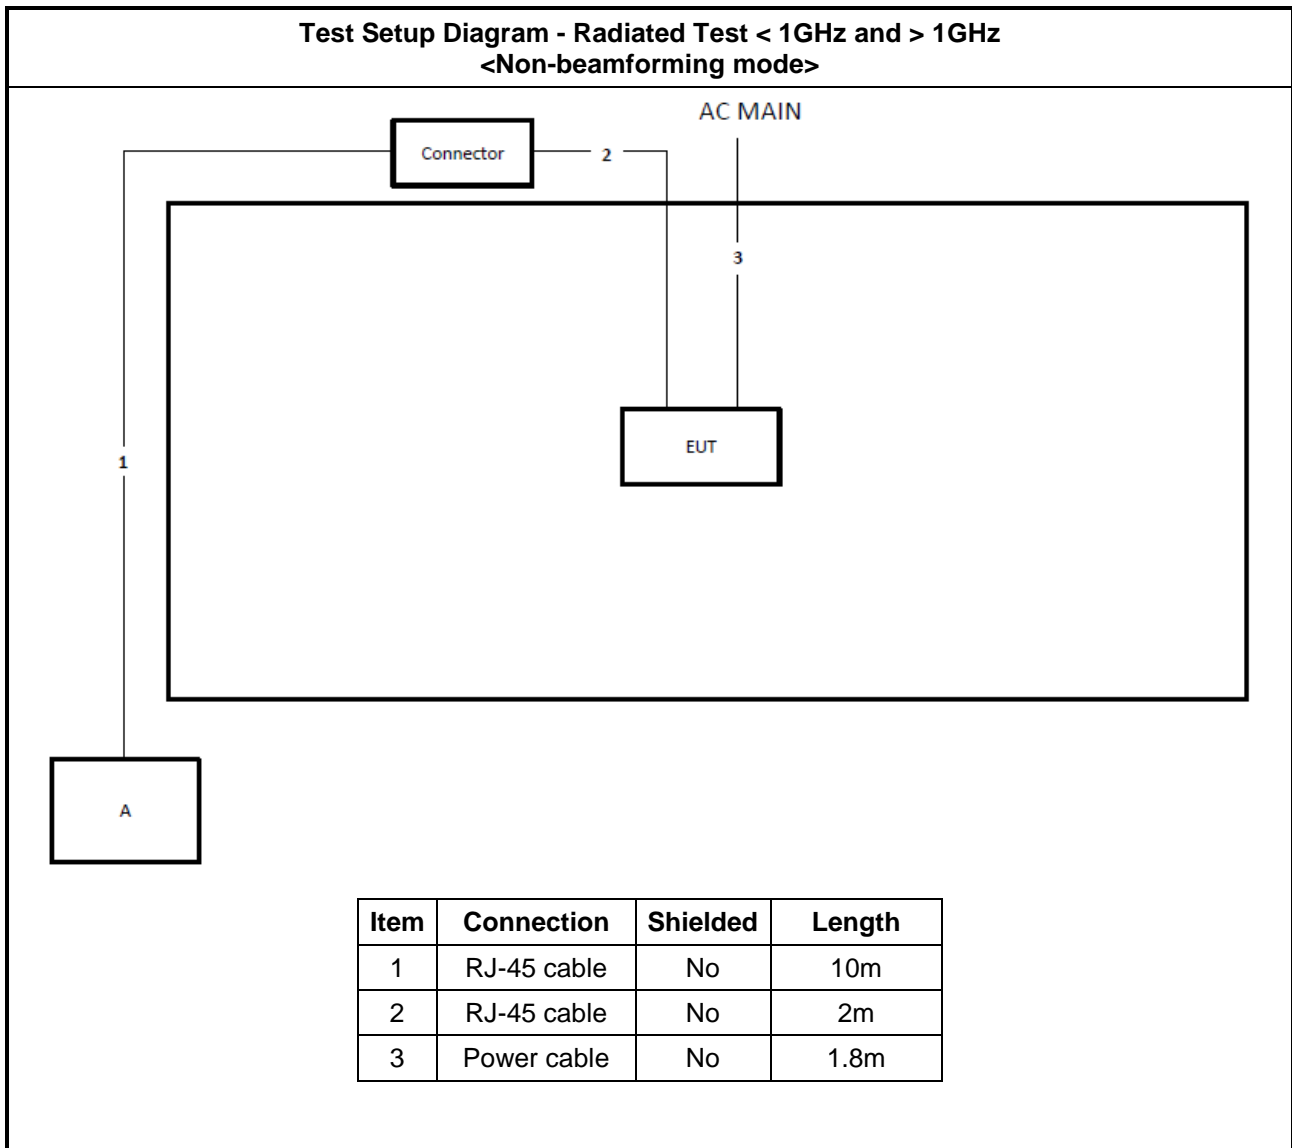 Test Setup Diagram - Radiated Test < 1GHz and > 1GHz
<Non-beamforming mode>
AC MAIN
Connector
2
3
1
EUT
A
Item Connection Shielded Length
1 RJ-45 cable No 10m
2 RJ-45 cable No 2m
3 Power cable No 1.8m